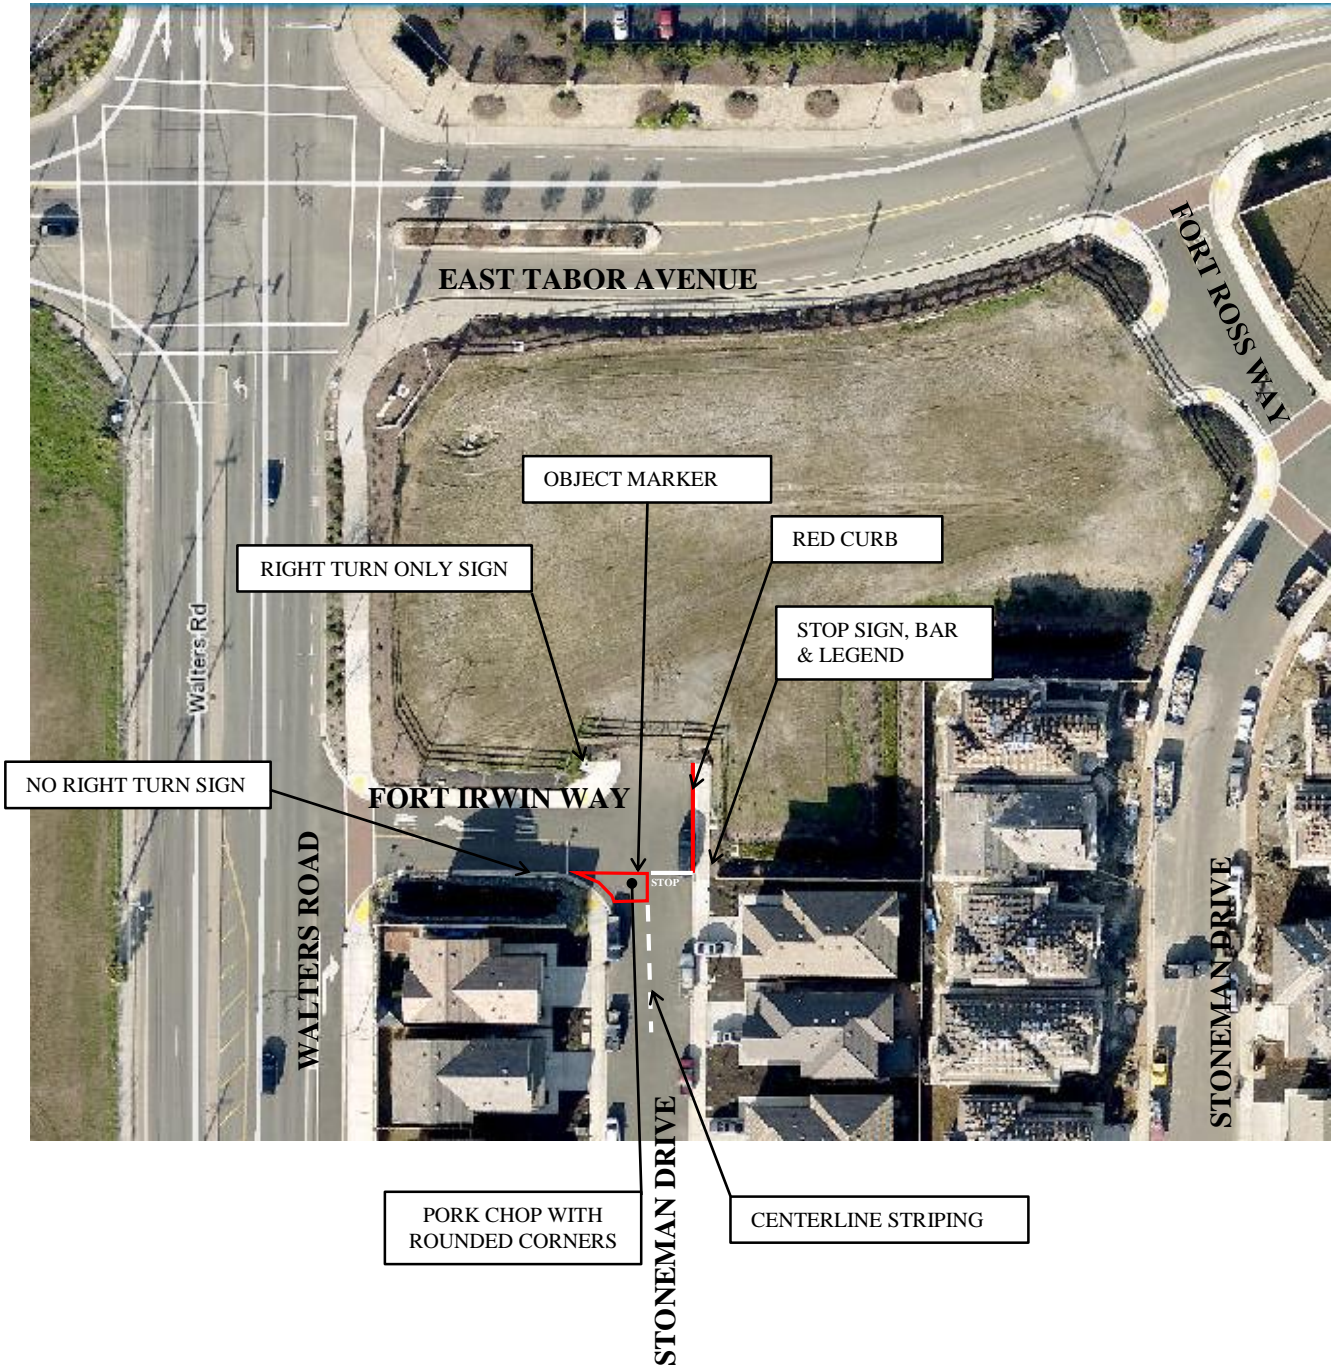 FORT ROSS WAY
EAST TABOR AVENUE
OBJECT MARKER
RED CURB
RIGHT TURN ONLY SIGN
STOP SIGN, BAR
& LEGEND
Walters Rd
NO RIGHT TURN SIGN
FORT IRWIN WAY
STOP
WALTERS ROAD
STONEMAN DRIVE
STONEMAN DRIVE
PORK CHOP WITH
ROUNDED CORNERS
CENTERLINE STRIPING